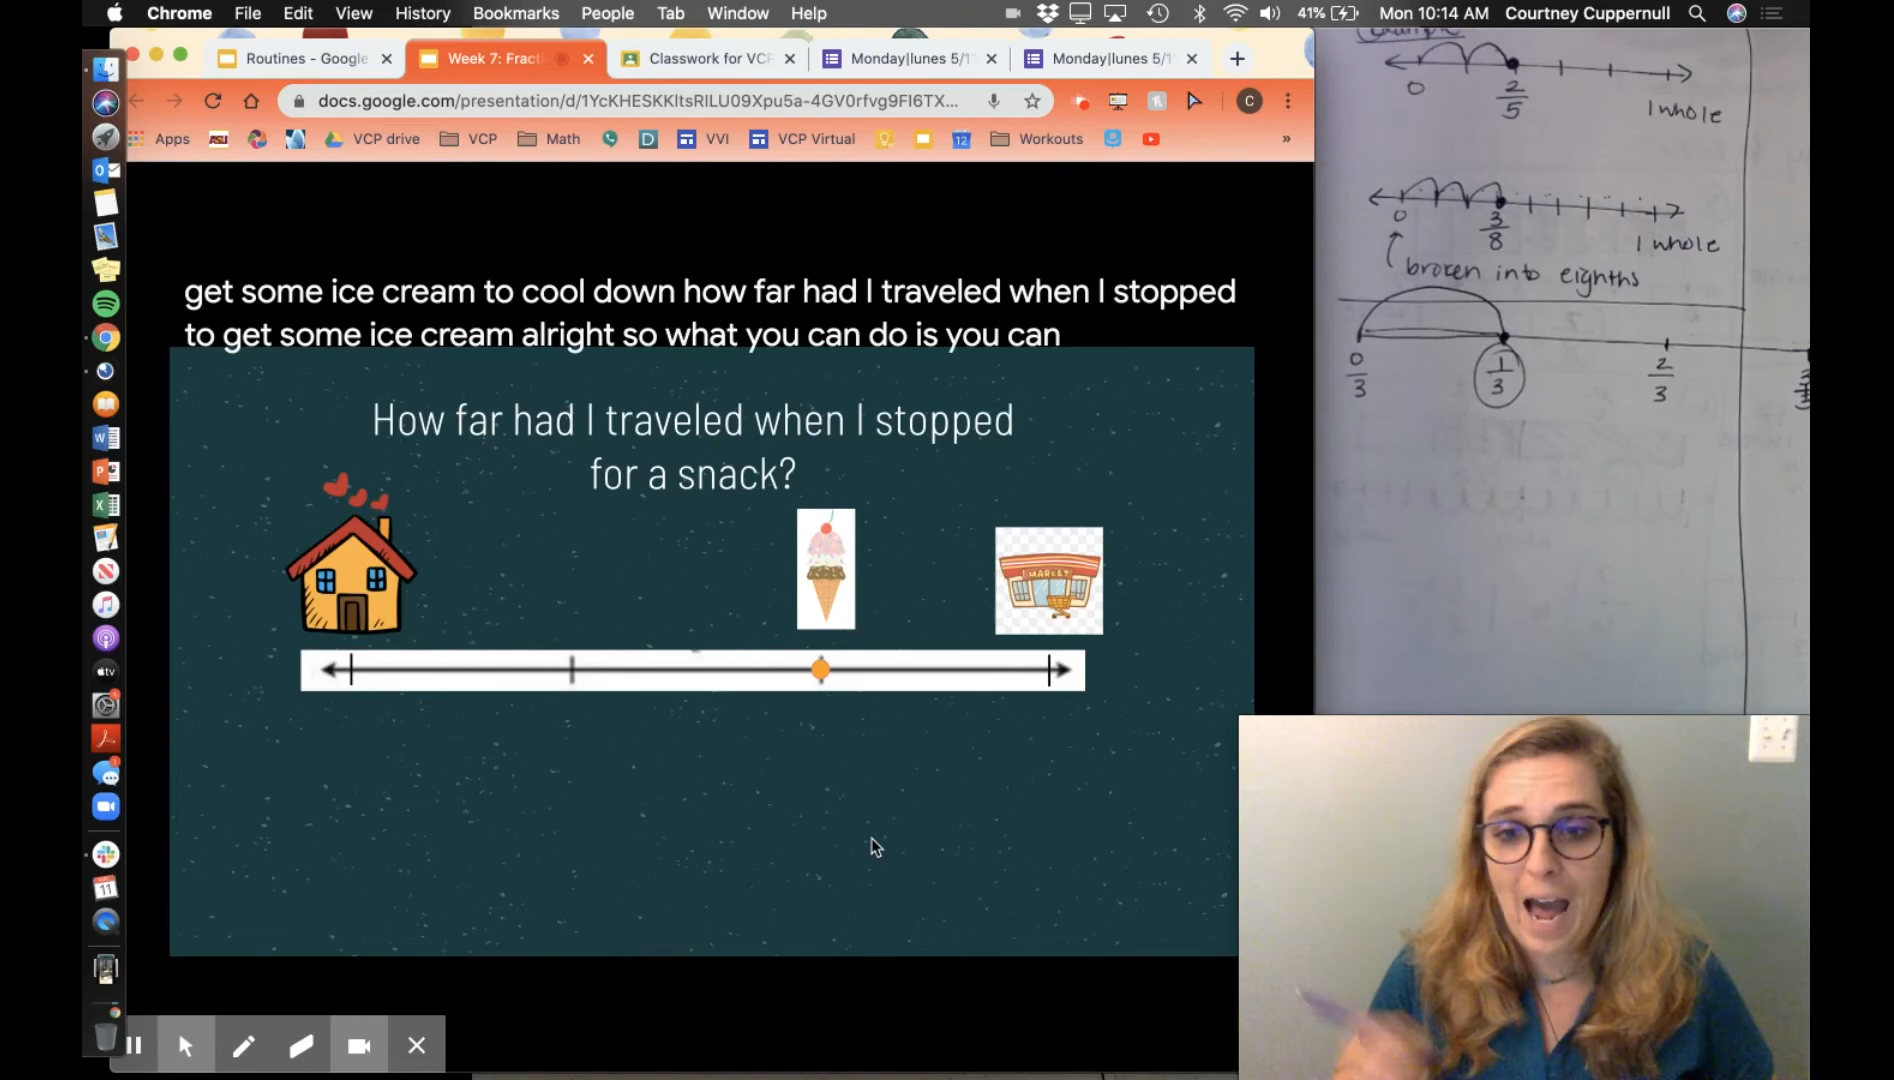 Chrome File Edit View History Bookmarks People Tab Window Help 41% Mon 10:14 AM Courtney Cuppernull
Routines - Google Week 7: Fracti Classwork for VCP Monday|lunes 5/1 Monday|lunes 5/1
docs.google.com/presentation/d/1YcKHESKKltsRILU09Xpu5a-4GV0rfvg9FI6TX... C
Apps ASU VCP drive VCP Math D VVI VCP Virtual 12 Workouts »
get some ice cream to cool down how far had I traveled when I stopped
to get some ice cream alright so what you can do is you can
How far had I traveled when I stopped
for a snack?
MARKET
Example
0 2/5 1 whole
0 3/8 1 whole
broken into eighths
0/3 1/3 2/3
tv
11